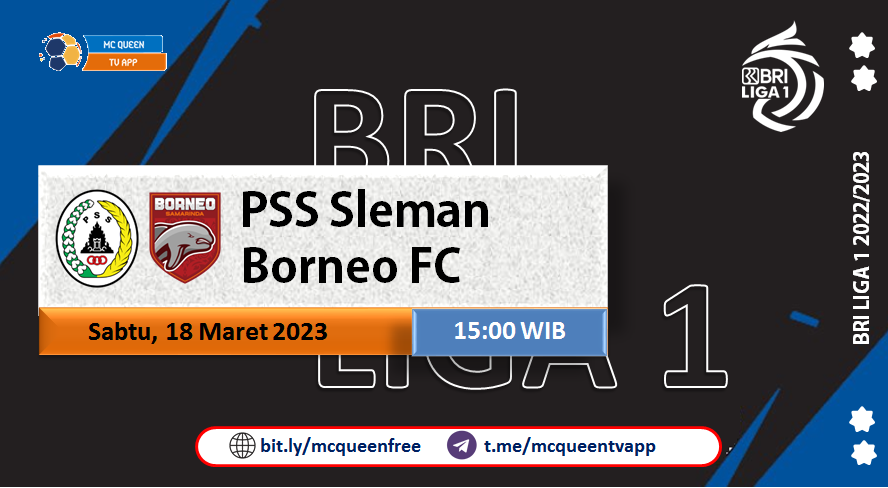 MC QUEEN
TV APP
BRI
LIGA 1
BRI
LIGA 1
PSS
BORNEO
SAMARINDA
PSS Sleman
Borneo FC
Sabtu, 18 Maret 2023
15:00 WIB
BRI LIGA 1 2022/2023
bit.ly/mcqueenfree
t.me/mcqueentvapp